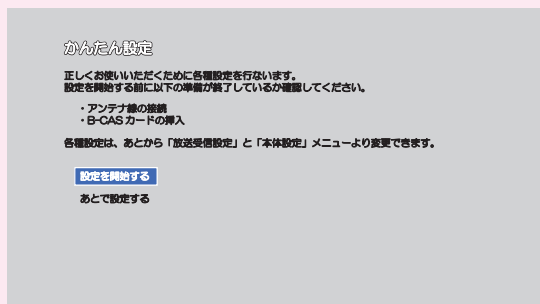 かんたん設定
正しくお使いいただくために各種設定を行ないます。
設定を開始する前に以下の準備が終了しているか確認してください。
・アンテナ線の接続
・B-CASカードの挿入
各種設定は、あとから「放送受信設定」と「本体設定」メニューより変更できます。
設定を開始する
あとで設定する